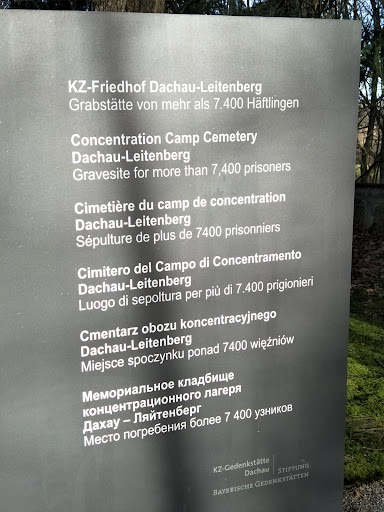 KZ-Friedhof Dachau-Leitenberg
Grabstätte von mehr als 7.400 Häftlingen
Concentration Camp Cemetery
Dachau-Leitenberg
Gravesite for more than 7,400 prisoners
Cimetière du camp de concentration
Dachau-Leitenberg
Sépulture de plus de 7400 prisonniers
Cimitero del Campo di Concentramento
Dachau-Leitenberg
Luogo di sepoltura per più di 7.400 prigionieri
Cmentarz obozu koncentracyjnego
Dachau-Leitenberg
Miejsce spoczynku ponad 7400 więźniów
Мемориальное кладбище
концентрационного лагеря
Дахау – Ляйтенберг
Место погребения более 7 400 узников
KZ-Gedenkstätte
Dachau | Stiftung
Bayerische Gedenkstätten